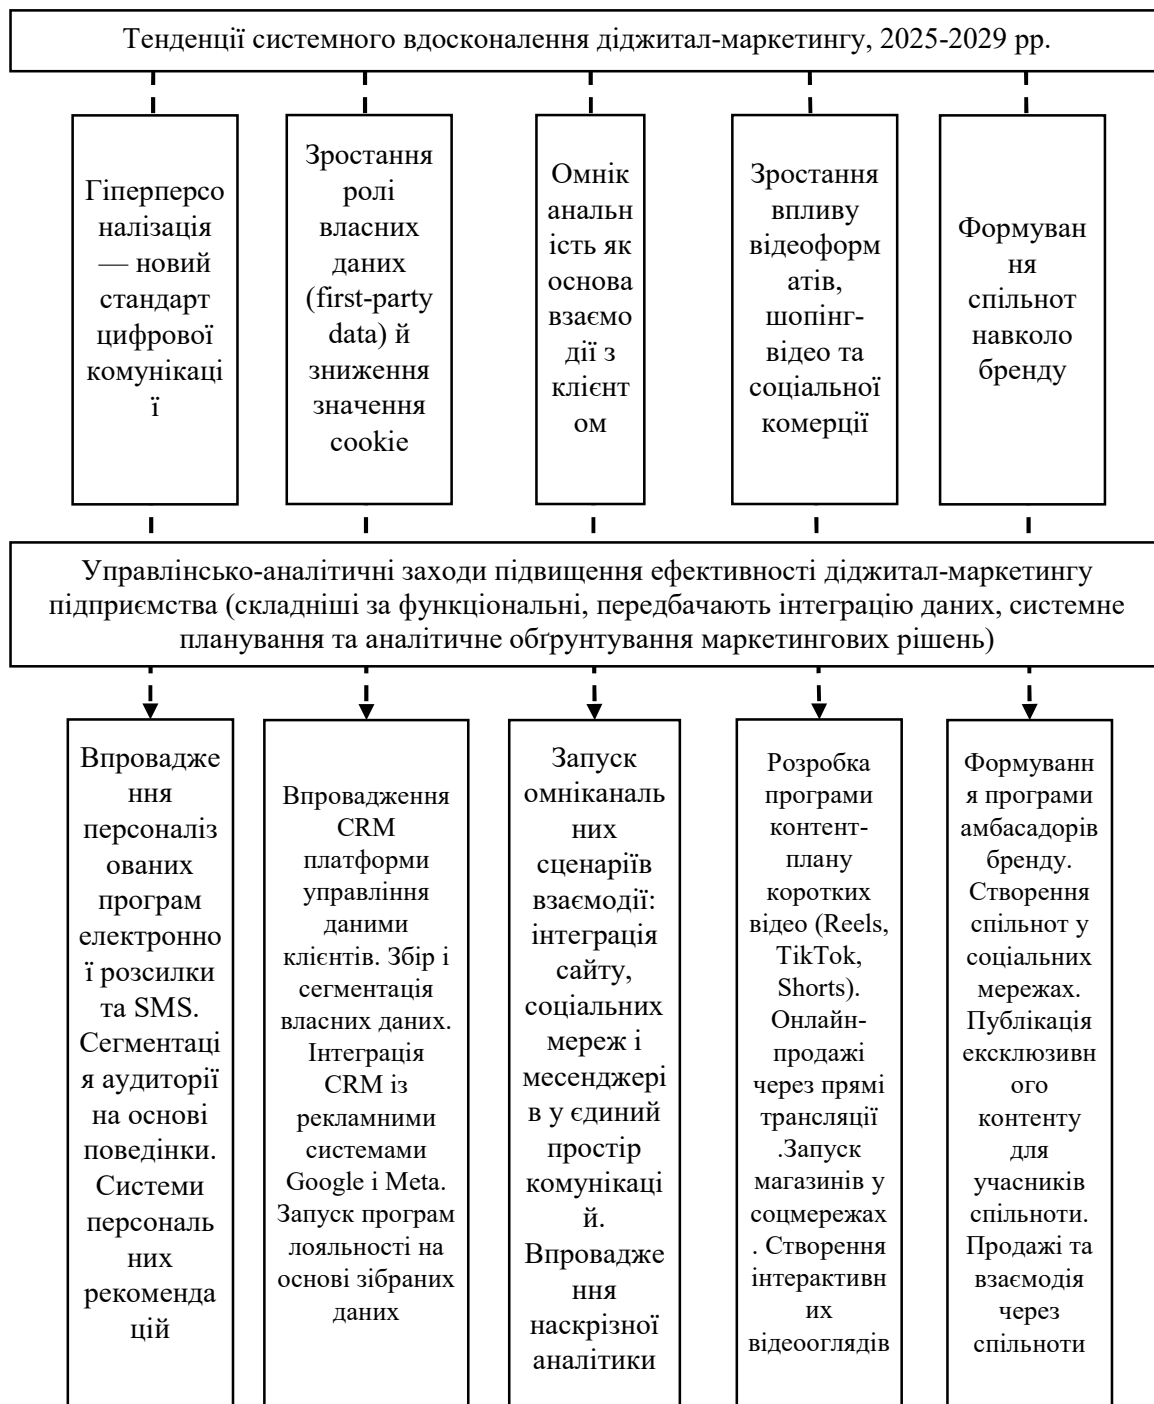 Тенденції системного вдосконалення діджитал-маркетингу, 2025-2029 рр.
Гіперперсо
налізація
— новий
стандарт
цифрової
комунікаці
ї
Зростання
ролі
власних
даних
(first-party
data) й
зниження
значення
cookie
Омнік
анальн
ість як
основа
взаємо
дії з
клієнт
ом
Зростання
впливу
відеоформ
атів,
шопінг-
відео та
соціальної
комерції
Формуван
ня
спільнот
навколо
бренду
Управлінсько-аналітичні заходи підвищення ефективності діджитал-маркетингу
підприємства (складніші за функціональні, передбачають інтеграцію даних, системне
планування та аналітичне обґрунтування маркетингових рішень)
Впровадже
ння
персоналіз
ованих
програм
електронно
ї розсилки
та SMS.
Сегментаці
я аудиторії
на основі
поведінки.
Системи
персональ
них
рекоменда
цій
Впровадження
CRM
платформи
управління
даними
клієнтів. Збір і
сегментація
власних даних.
Інтеграція
CRM із
рекламними
системами
Google і Meta.
Запуск програм
лояльності на
основі зібраних
даних
Запуск
омніканаль
них
сценаріїв
взаємодії:
інтеграція
сайту,
соціальних
мереж і
месенджері
в у єдиний
простір
комунікаці
й.
Впровадже
ння
наскрізної
аналітики
Розробка
програми
контент-
плану
коротких
відео (Reels,
TikTok,
Shorts).
Онлайн-
продажі
через прямі
трансляції
.Запуск
магазинів у
соцмережах
. Створення
інтерактивн
их
відеооглядів
Формуванн
я програми
амбасадорів
бренду.
Створення
спільнот у
соціальних
мережах.
Публікація
ексклюзивн
ого
контенту
для
учасників
спільноти.
Продажі та
взаємодія
через
спільноти